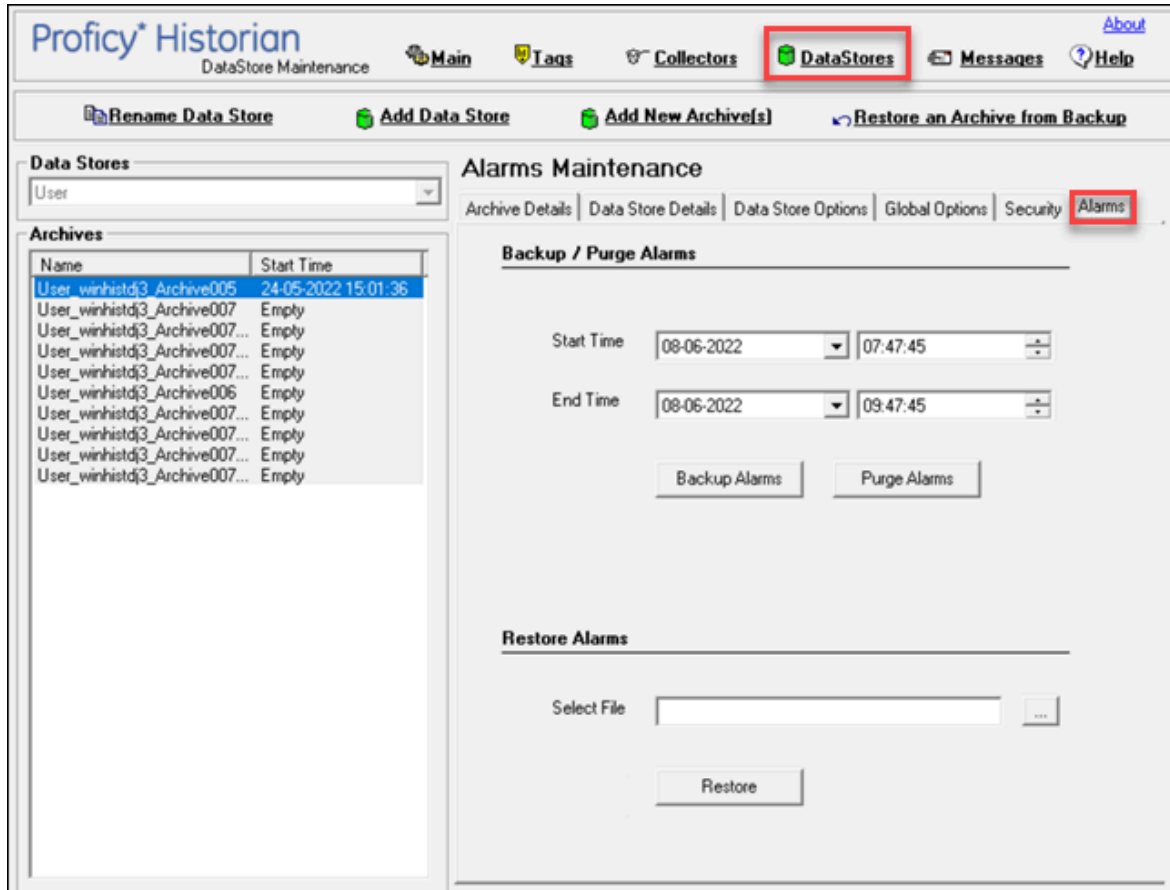 About
Proficy* Historian
DataStore Maintenance
Main Tags Collectors DataStores Messages Help
Rename Data Store Add Data Store Add New Archive[s] Restore an Archive from Backup
Data Stores
User
Archives
Name Start Time
User_winhistdj3_Archive005 24-05-2022 15:01:36
User_winhistdj3_Archive007 Empty
User_winhistdj3_Archive007... Empty
User_winhistdj3_Archive007... Empty
User_winhistdj3_Archive007... Empty
User_winhistdj3_Archive006 Empty
User_winhistdj3_Archive007... Empty
User_winhistdj3_Archive007... Empty
User_winhistdj3_Archive007... Empty
User_winhistdj3_Archive007... Empty
Alarms Maintenance
Archive Details Data Store Details Data Store Options Global Options Security Alarms
Backup / Purge Alarms
Start Time 08-06-2022 07:47:45
End Time 08-06-2022 09:47:45
Backup Alarms Purge Alarms
Restore Alarms
Select File ...
Restore